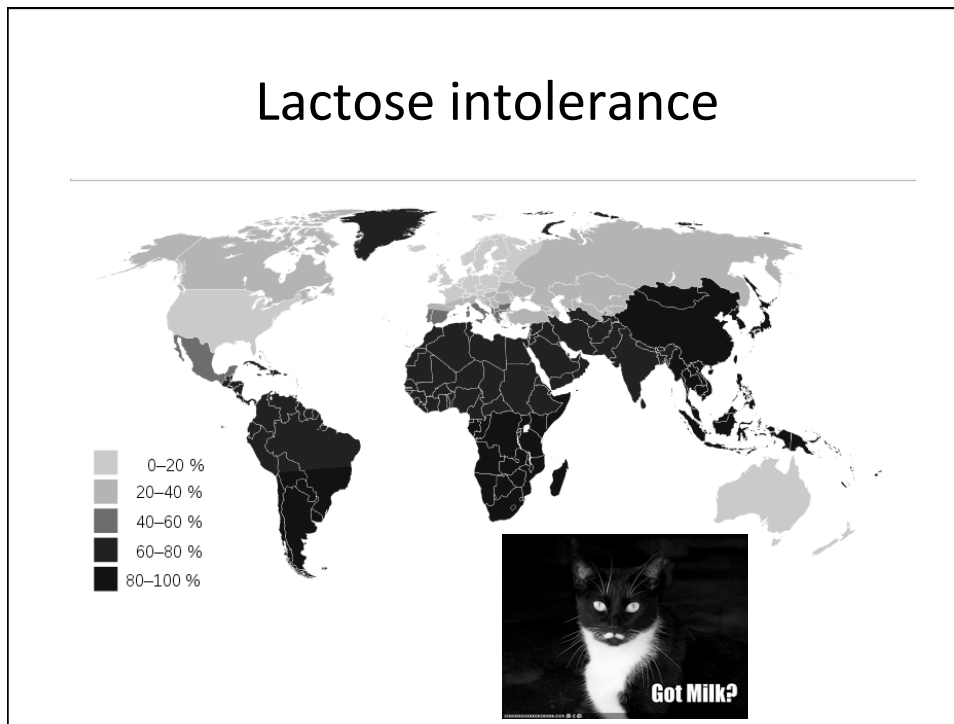 Lactose intolerance
0–20 %
20–40 %
40–60 %
60–80 %
80–100 %
Got Milk?